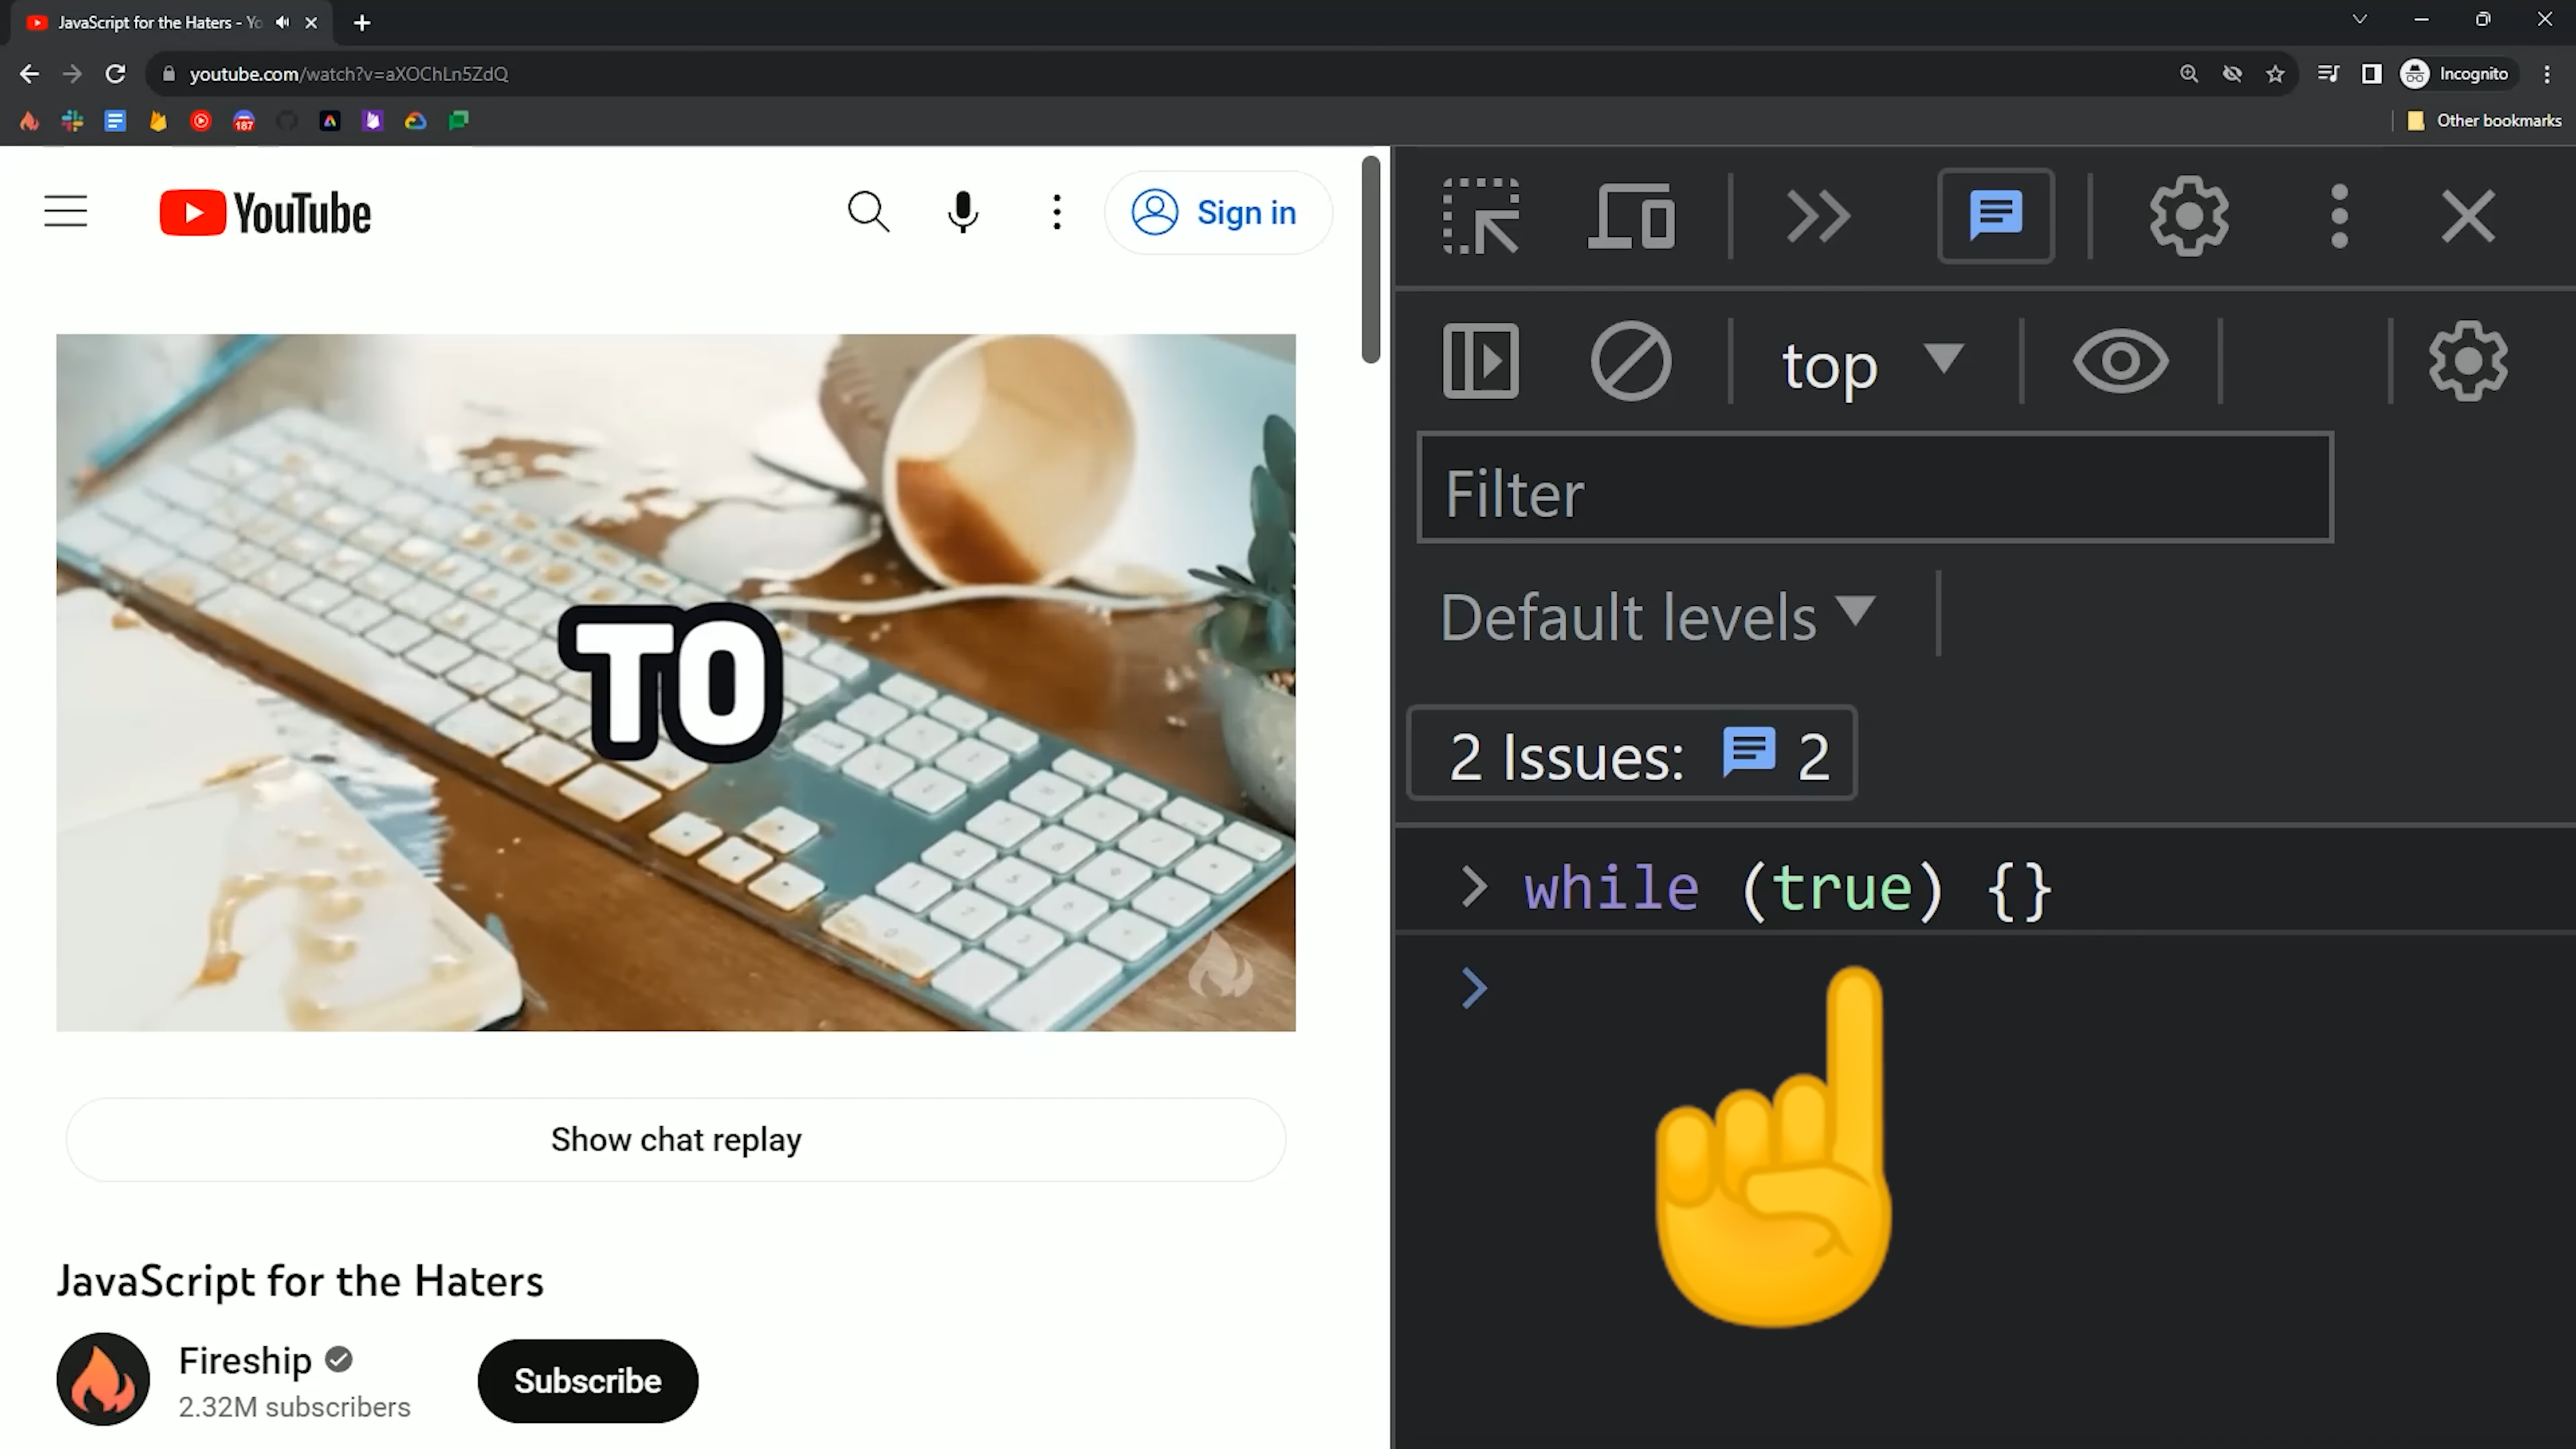 JavaScript for the Haters - Yo
youtube.com/watch?v=aXOChLn5ZdQ
Incognito
187
Other bookmarks
YouTube
Sign in
TO
Show chat replay
JavaScript for the Haters
Fireship
2.32M subscribers
Subscribe
top
Filter
Default levels
2 Issues: 2
while (true) {}